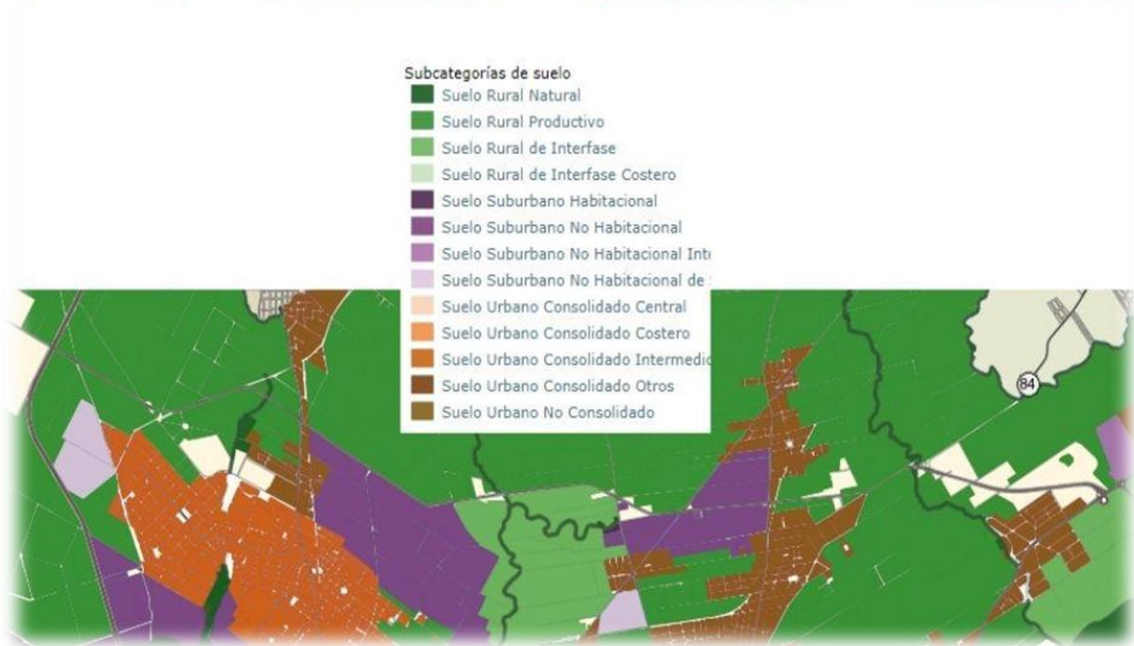 Subcategorías de suelo
Suelo Rural Natural
Suelo Rural Productivo
Suelo Rural de Interfase
Suelo Rural de Interfase Costero
Suelo Suburbano Habitacional
Suelo Suburbano No Habitacional
Suelo Suburbano No Habitacional Int
Suelo Suburbano No Habitacional de
Suelo Urbano Consolidado Central
Suelo Urbano Consolidado Costero
Suelo Urbano Consolidado Intermedi
Suelo Urbano Consolidado Otros
Suelo Urbano No Consolidado
84